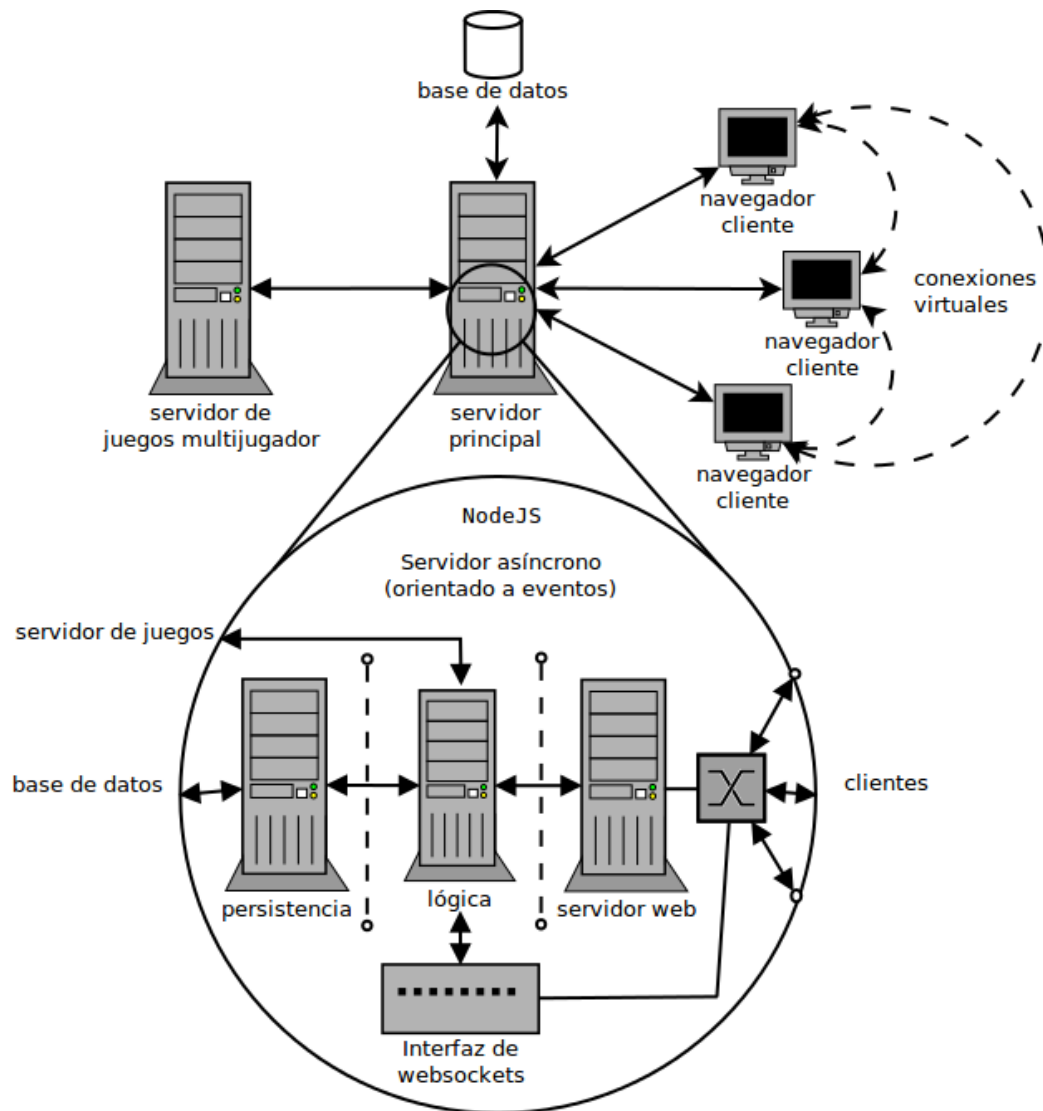 base de datos
navegador
cliente
conexiones
virtuales
navegador
cliente
servidor de
juegos multijugador
servidor
principal
navegador
cliente
NodeJS
Servidor asíncrono
(orientado a eventos)
servidor de juegos
base de datos
clientes
persistencia
lógica
servidor web
Interfaz de
websockets